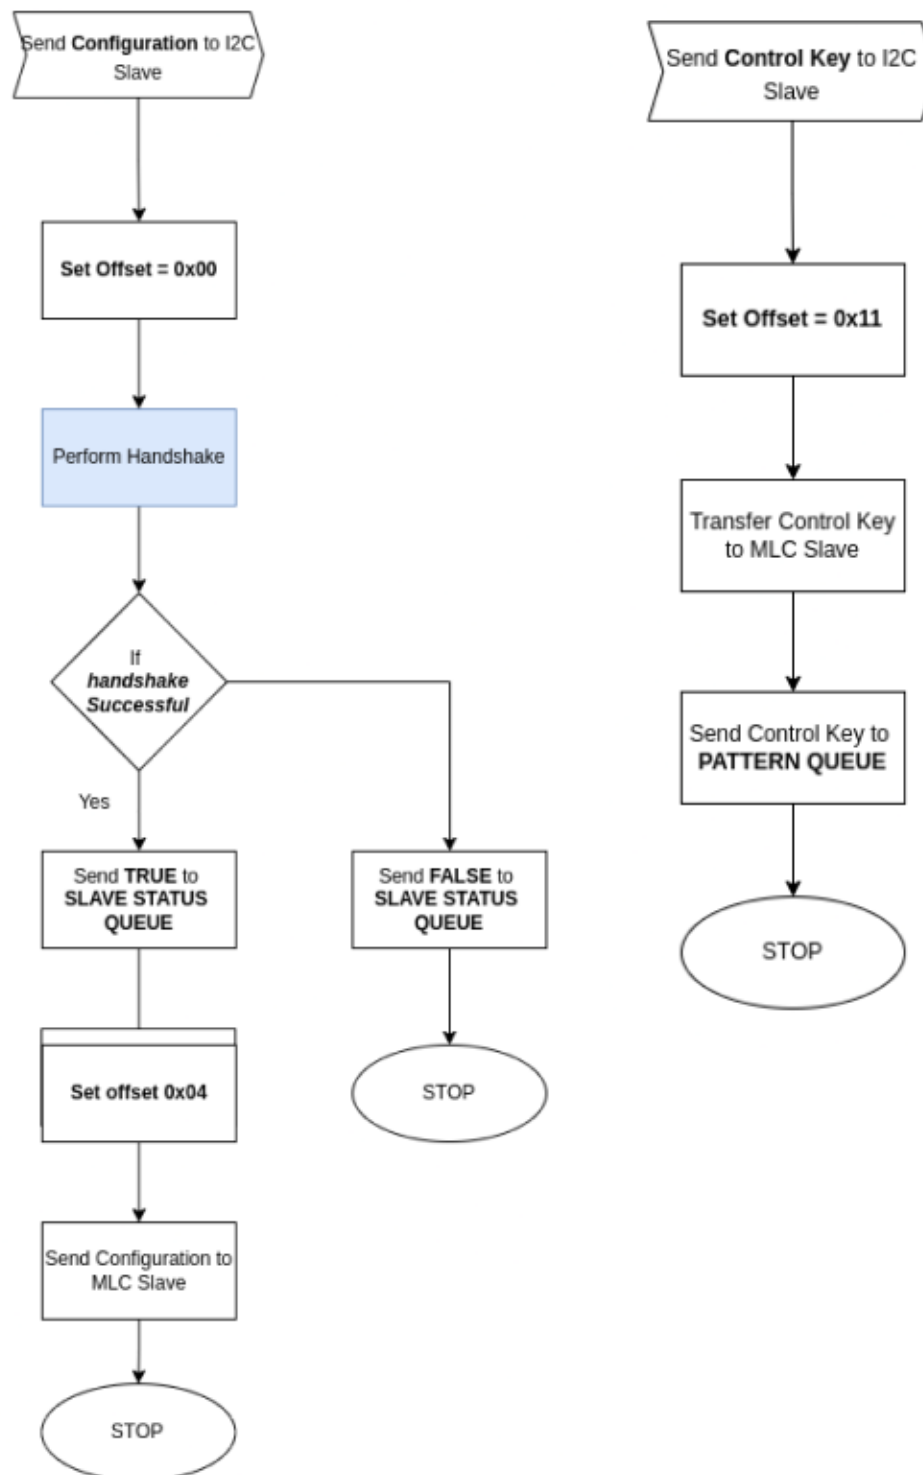 Send Configuration to I2C
Slave
Set Offset = 0x00
Perform Handshake
If
handshake
Successful
Yes
Send TRUE to
SLAVE STATUS
QUEUE
Send FALSE to
SLAVE STATUS
QUEUE
Set offset 0x04
STOP
Send Configuration to
MLC Slave
STOP
Send Control Key to I2C
Slave
Set Offset = 0x11
Transfer Control Key
to MLC Slave
Send Control Key to
PATTERN QUEUE
STOP